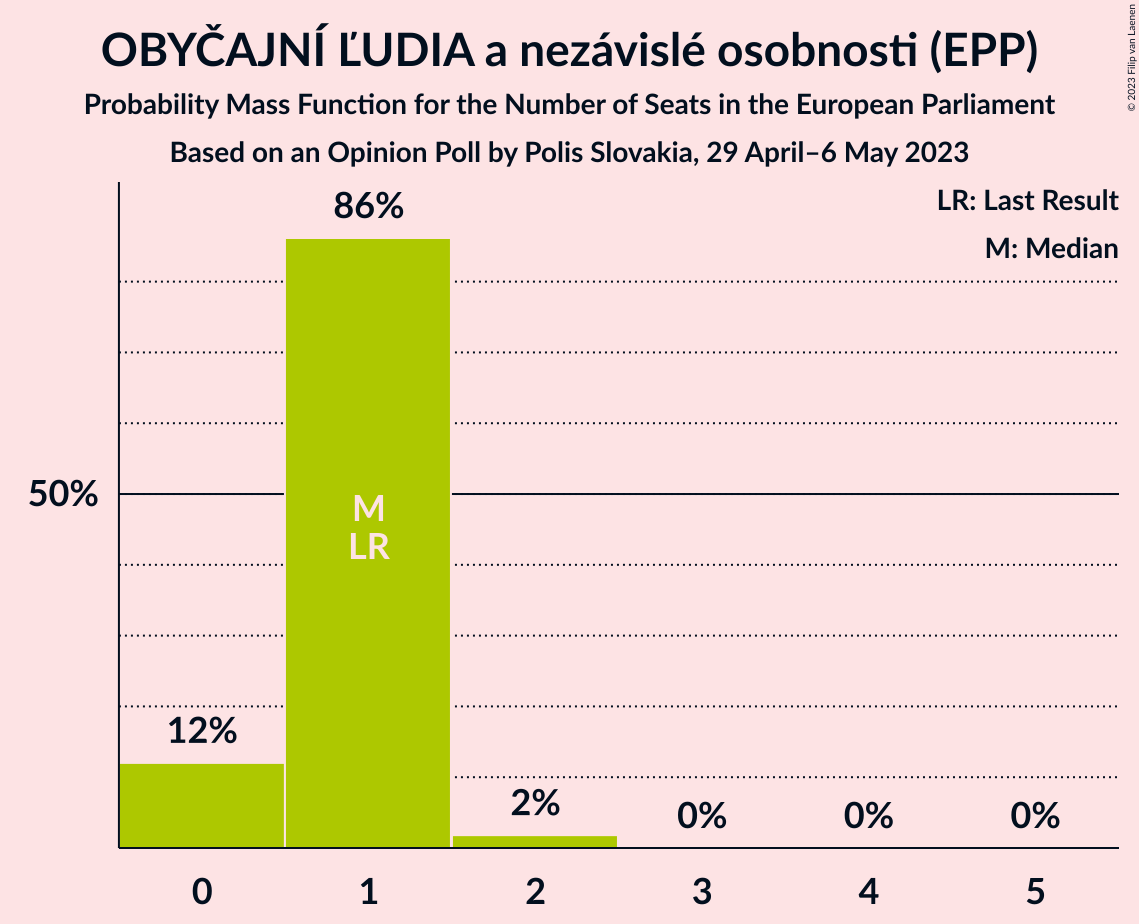 OBYČAJNÍ ĽUDIA a nezávislé osobnosti (EPP)
Probability Mass Function for the Number of Seats in the European Parliament
Based on an Opinion Poll by Polis Slovakia, 29 April–6 May 2023
© 2023 Filip van Laenen
LR: Last Result
M: Median
86%
50%
M
LR
12%
2%
0%
0%
0%
0
1
2
3
4
5